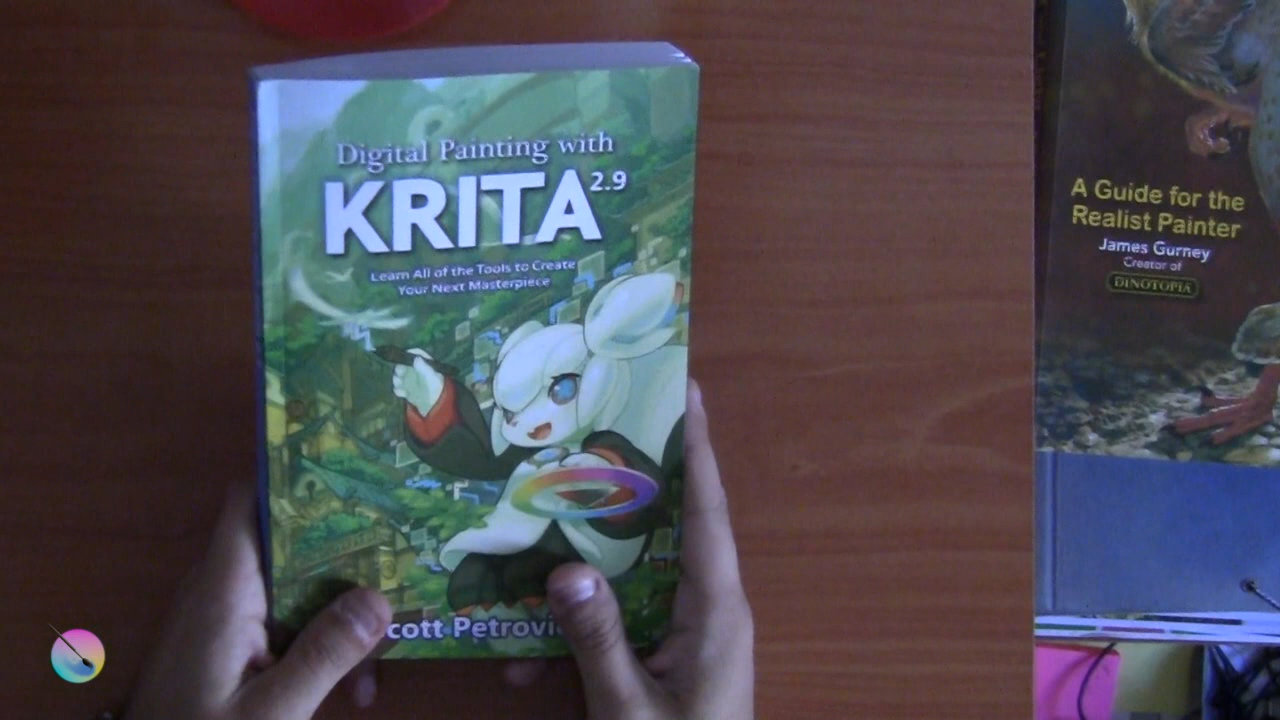 Digital Painting with
KRITA 2.9
Learn All of the Tools to Create
Your Next Masterpiece
cott Petrovi
A Guide for the
Realist Painter
James Gurney
Creator of
DINOTOPIA